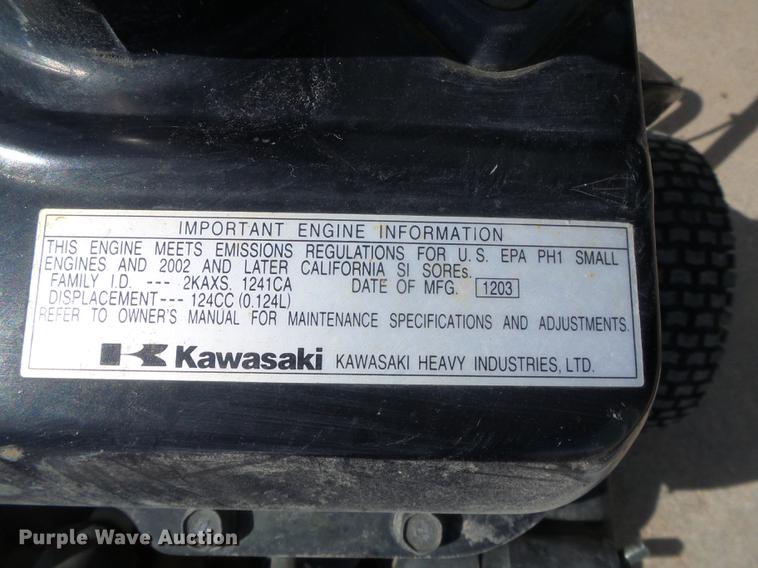 IMPORTANT ENGINE INFORMATION
THIS ENGINE MEETS EMISSIONS REGULATIONS FOR U.S. EPA PH1 SMALL
ENGINES AND 2002 AND LATER CALIFORNIA SI SOREs.
FAMILY I.D. --- 2KAXS. 1241CA DATE OF MFG. 1203
DISPLACEMENT--- 124CC (0.124L)
REFER TO OWNER'S MANUAL FOR MAINTENANCE SPECIFICATIONS AND ADJUSTMENTS.
Kawasaki KAWASAKI HEAVY INDUSTRIES, LTD.
Purple Wave Auction